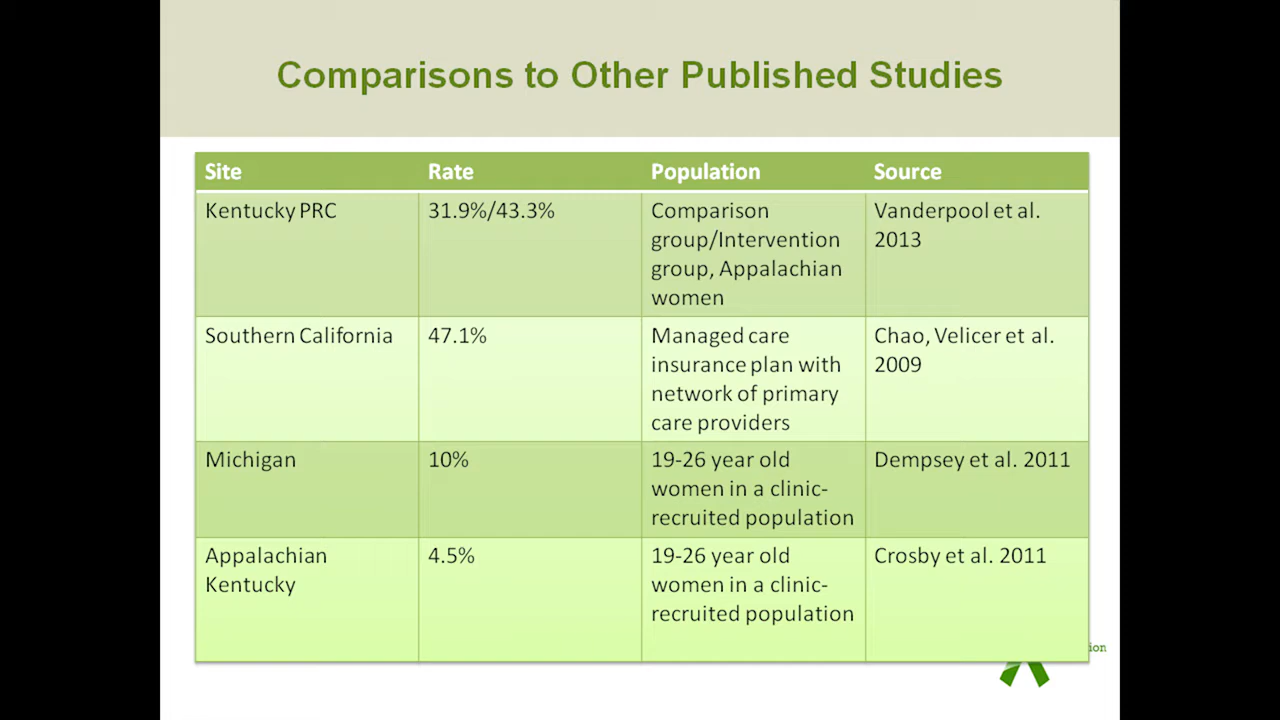 Comparisons to Other Published Studies
Site
Rate
Population
Source
Kentucky PRC
31.9%/43.3%
Comparison
group/Intervention
group, Appalachian
women
Vanderpool et al.
2013
Southern California
47.1%
Managed care
insurance plan with
network of primary
care providers
Chao, Velicer et al.
2009
Michigan
10%
19-26 year old
women in a clinic-
recruited population
Dempsey et al. 2011
Appalachian
Kentucky
4.5%
19-26 year old
women in a clinic-
recruited population
Crosby et al. 2011